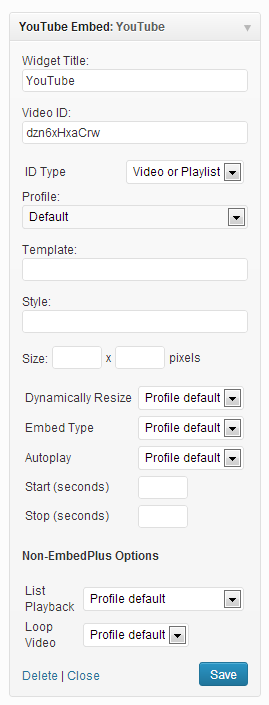 YouTube Embed: YouTube
Widget Title:
YouTube
Video ID:
dzn6xHxaCrw
ID Type Video or Playlist
Profile:
Default
Template:
Style:
Size: x pixels
Dynamically Resize Profile default
Embed Type Profile default
Autoplay Profile default
Start (seconds)
Stop (seconds)
Non-EmbedPlus Options
List
Playback Profile default
Loop
Video Profile default
Delete | Close Save